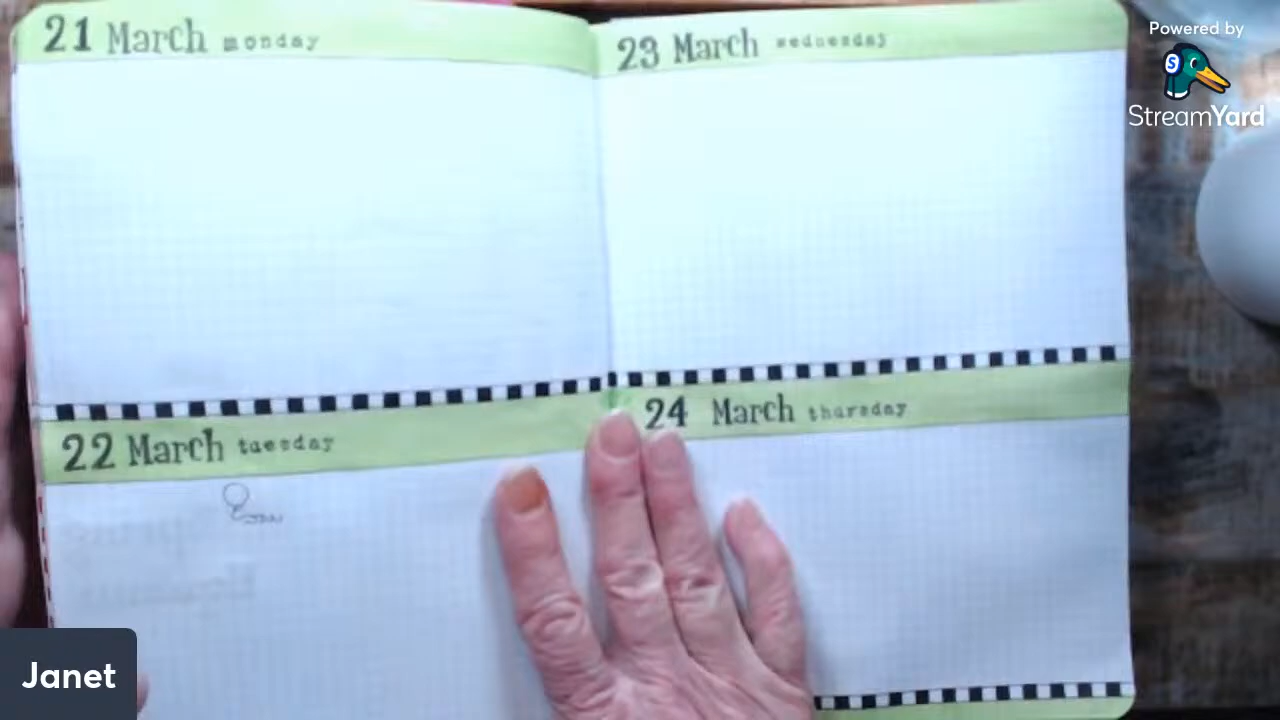 21 March monday
22 March tuesday
23 March wednesday
24 March thursday
Powered by
StreamYard
Janet